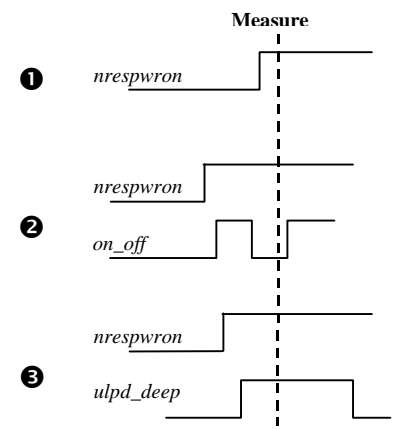 Measure
❶ nrespwron
nrespwron
❷
on_off
nrespwron
❸
ulpd_deep